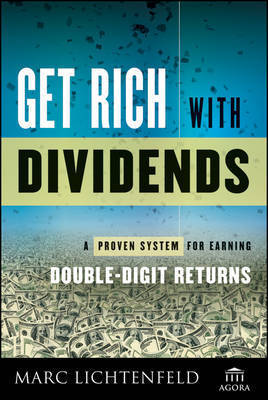 GET RICH WITH
DIVIDENDS
A PROVEN SYSTEM FOR EARNING
DOUBLE-DIGIT RETURNS
MARC LICHTENFELD
AGORA